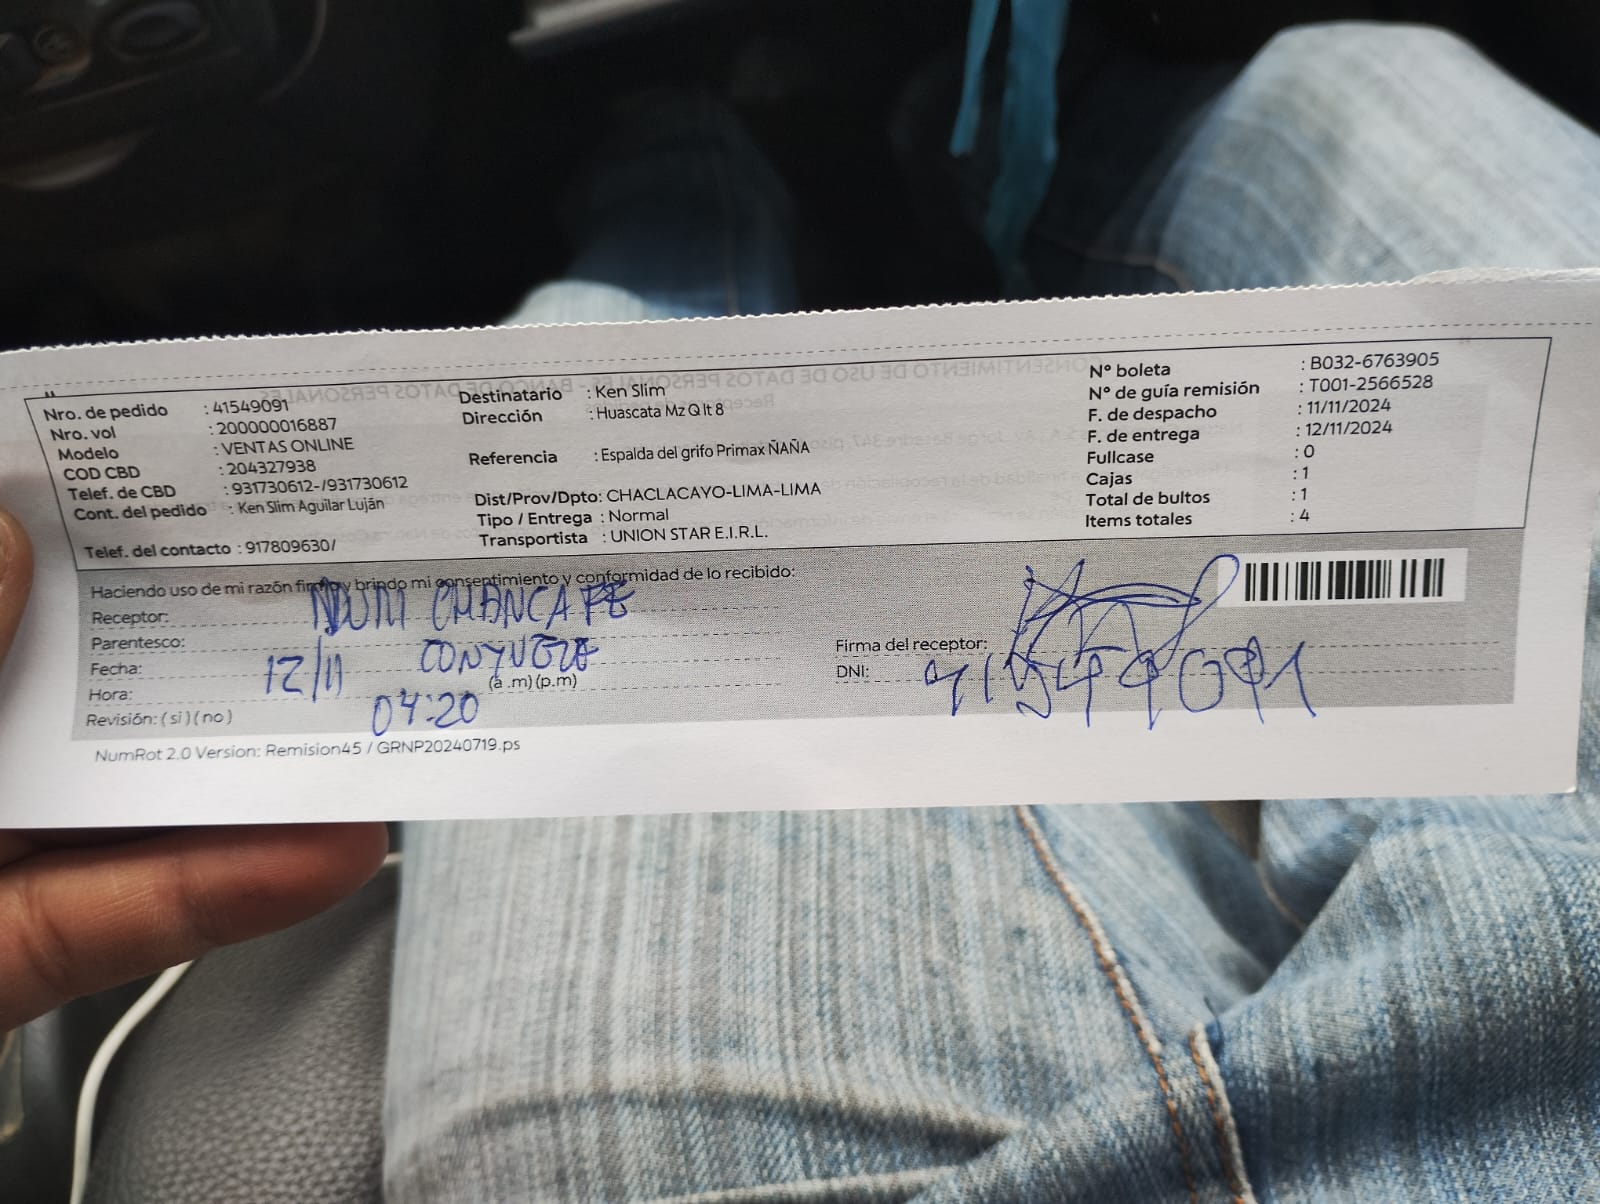 Nro. de pedido : 41549091
Nro. vol : 200000016887
Modelo : VENTAS ONLINE
COD CBD : 204327938
Telef. de CBD : 931730612-/931730612
Cont. del pedido : Ken Slim Aguilar Luján
Telef. del contacto : 917809630/
Destinatario : Ken Slim
Dirección : Huascata Mz Q lt 8
Referencia : Espalda del grifo Primax ÑAÑA
Dist/Prov/Dpto: CHACLACAYO-LIMA-LIMA
Tipo / Entrega : Normal
Transportista : UNION STAR E.I.R.L.
N° boleta : B032-6763905
N° de guía remisión : T001-2566528
F. de despacho : 11/11/2024
F. de entrega : 12/11/2024
Fullcase : 0
Cajas : 1
Total de bultos : 1
Items totales : 4
Haciendo uso de mi razón firmo y brindo mi consentimiento y conformidad de lo recibido:
Receptor:
Parentesco:
Fecha: 12/11
Hora: 04:20 (a .m) (p.m)
Revisión: ( si ) ( no )
Firma del receptor:
DNI:
NumRot 2.0 Version: Remision45 / GRNP20240719.ps